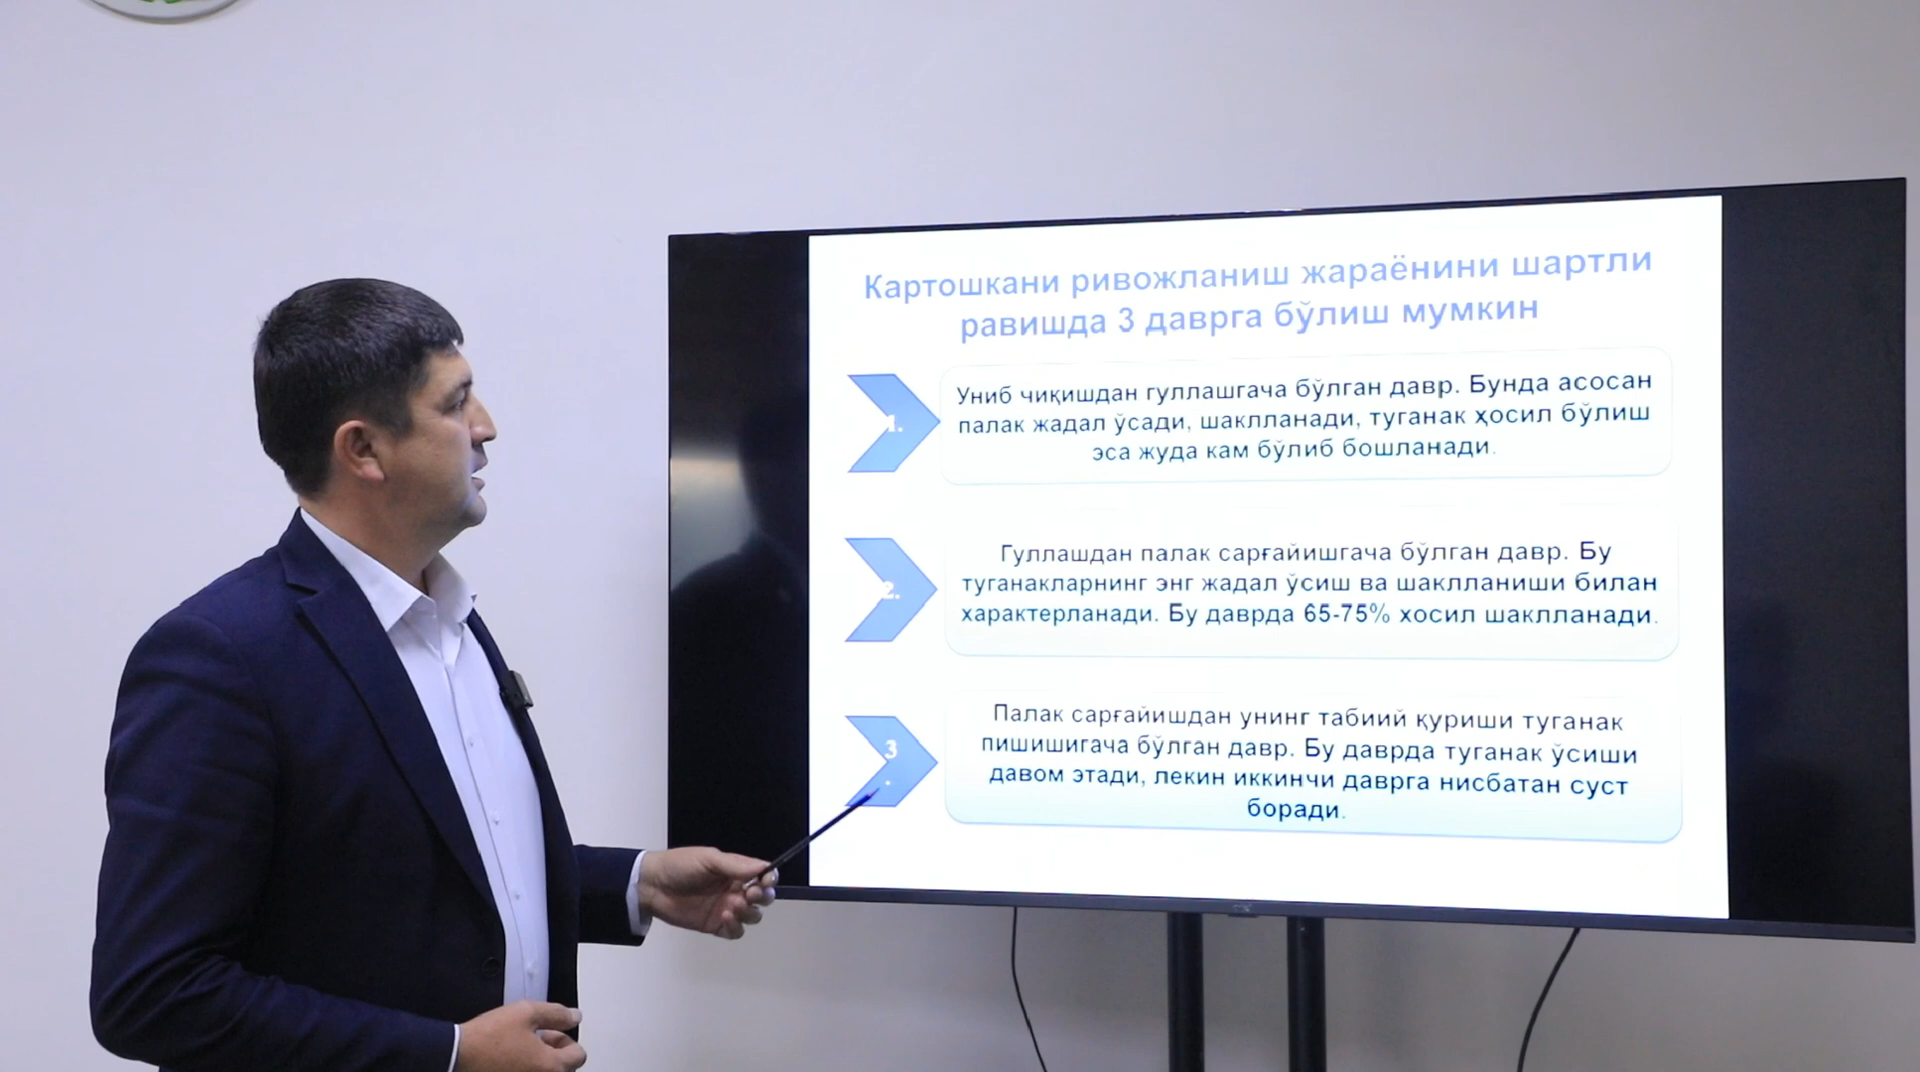 Картошкани ривожланиш жараёнини шартли
равишда 3 даврга бўлиш мумкин
1.
Униб чиқишдан гуллашгача бўлган давр. Бунда асосан
палак жадал ўсади, шаклланади, туганак ҳосил бўлиш
эса жуда кам бўлиб бошланади.
2.
Гуллашдан палак сарғайишгача бўлган давр. Бу
туганакларнинг энг жадал ўсиш ва шаклланиши билан
характерланади. Бу даврда 65-75% хосил шаклланади.
3
.
Палак сарғайишдан унинг табиий қуриши туганак
пишишигача бўлган давр. Бу даврда туганак ўсиши
давом этади, лекин иккинчи даврга нисбатан суст
боради.